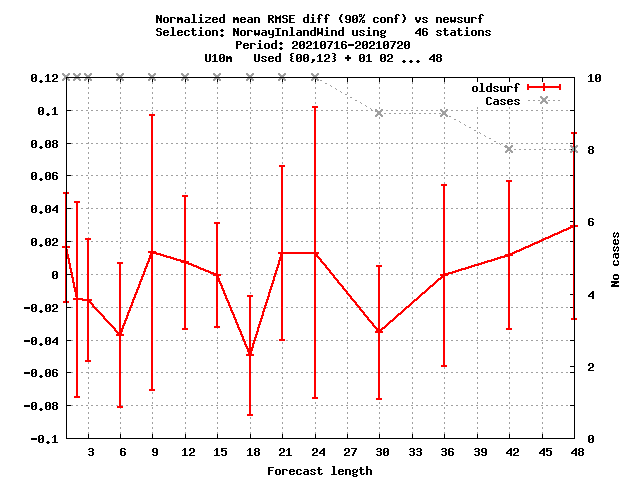 Normalized mean RMSE diff (90% conf) vs newsurf
Selection: NorwayInlandWind using    46 stations
Period: 20210716-20210720
U10m   Used {00,12} + 01 02 ... 48
oldsurf
Cases
0.12
0.1
0.08
0.06
0.04
0.02
0
-0.02
-0.04
-0.06
-0.08
-0.1
10
8
6
4
2
0
No cases
3 6 9 12 15 18 21 24 27 30 33 36 39 42 45 48
Forecast length